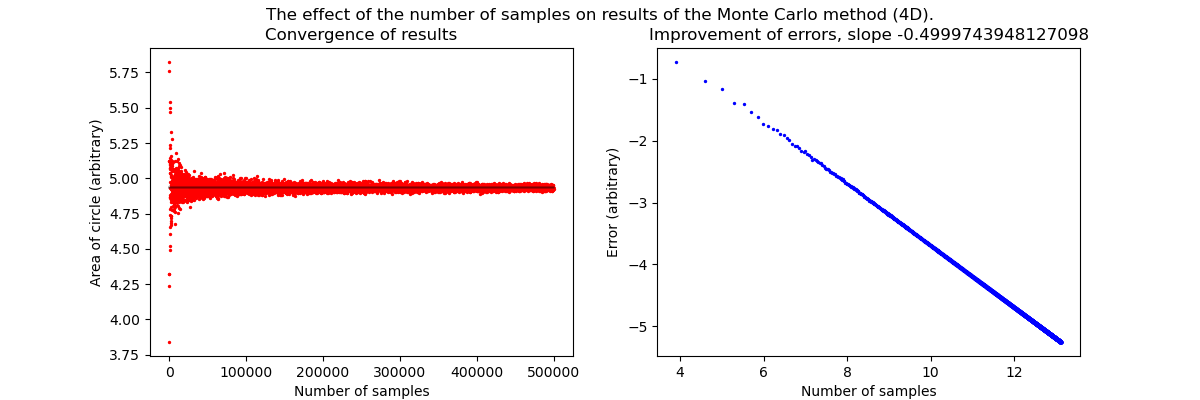 The effect of the number of samples on results of the Monte Carlo method (4D).
Convergence of results
Improvement of errors, slope -0.4999743948127098
Area of circle (arbitrary)
5.75
5.50
5.25
5.00
4.75
4.50
4.25
4.00
3.75
0 100000 200000 300000 400000 500000
Number of samples
Error (arbitrary)
−1
−2
−3
−4
−5
4 6 8 10 12
Number of samples